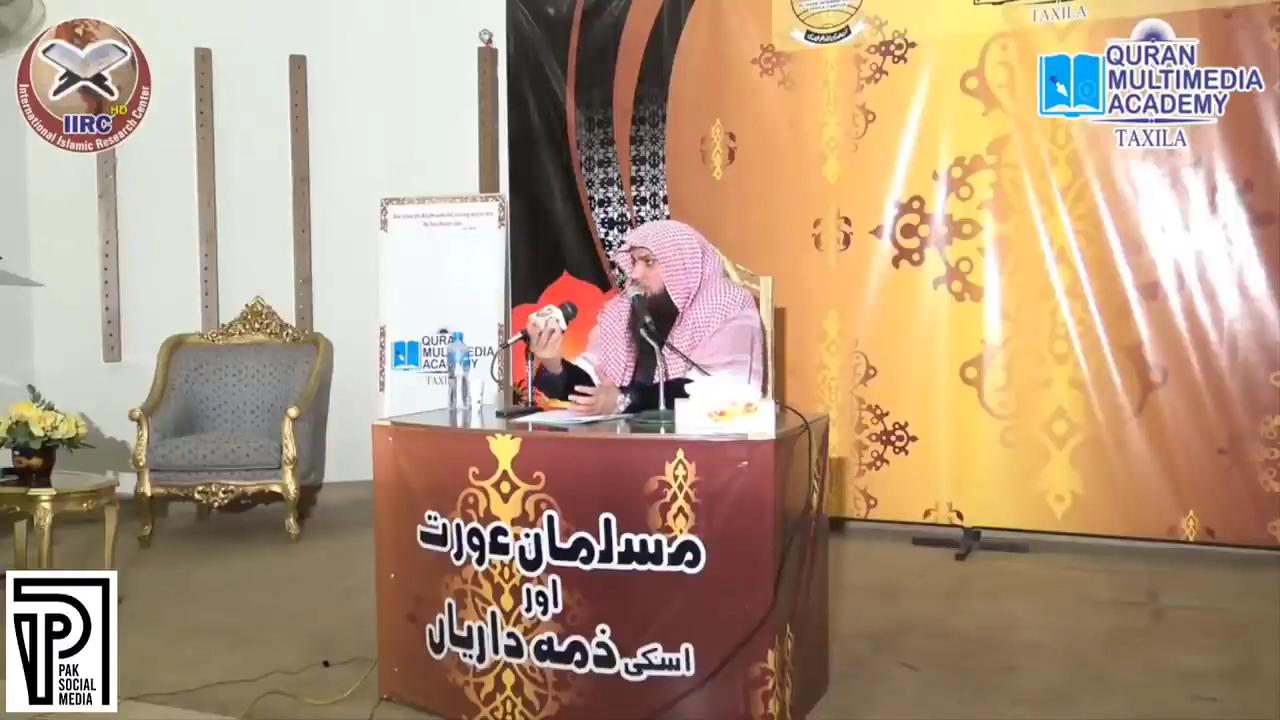 International Islamic Research Center
HD
IIRC
TAXILA
QURAN
MULTIMEDIA
ACADEMY
TAXILA
QURAN
MULTIMEDIA
ACADEMY
TAXILA
مسلمان عورت
اور
اسکی ذمہ داریاں
PAK
SOCIAL
MEDIA